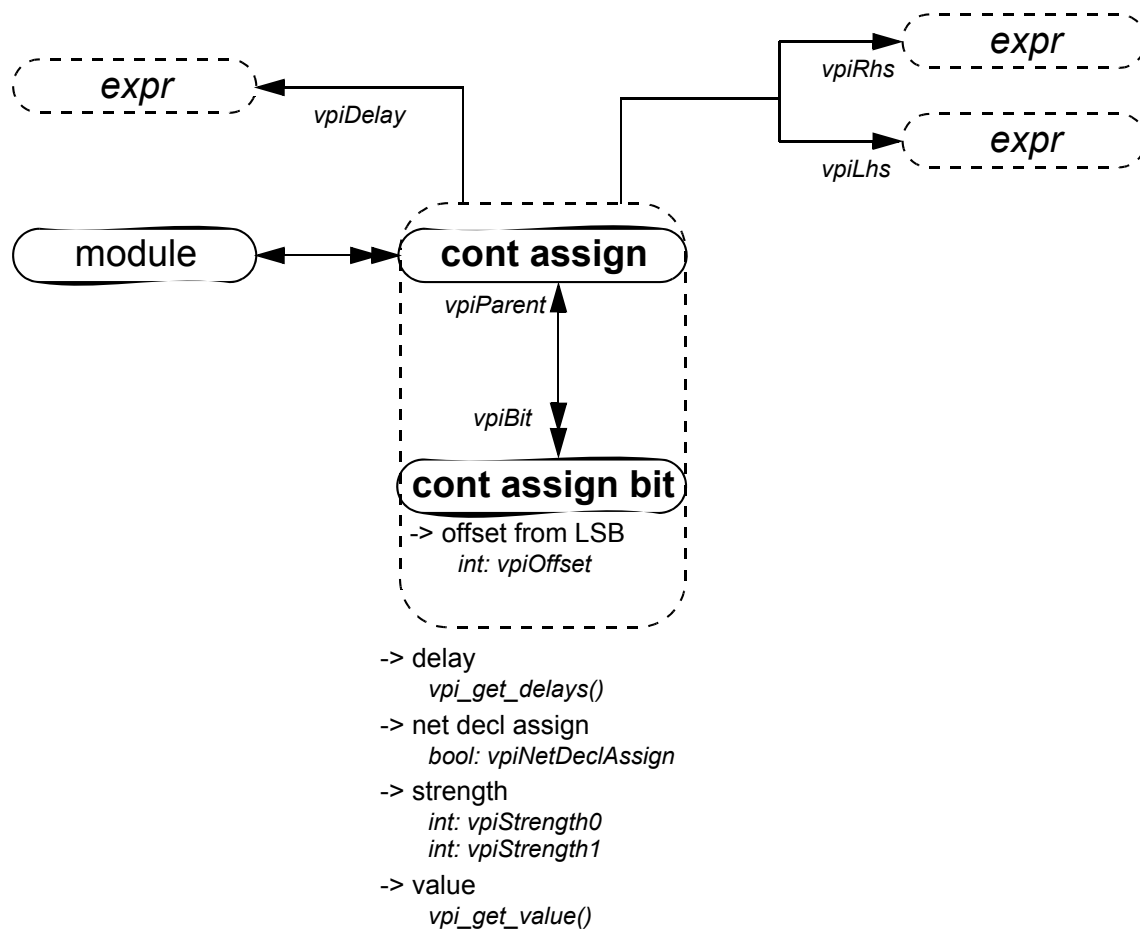 expr
vpiRhs
expr
vpiDelay
expr
vpiLhs
module
cont assign
vpiParent
vpiBit
cont assign bit
-> offset from LSB
int: vpiOffset
-> delay
vpi_get_delays()
-> net decl assign
bool: vpiNetDeclAssign
-> strength
int: vpiStrength0
int: vpiStrength1
-> value
vpi_get_value()